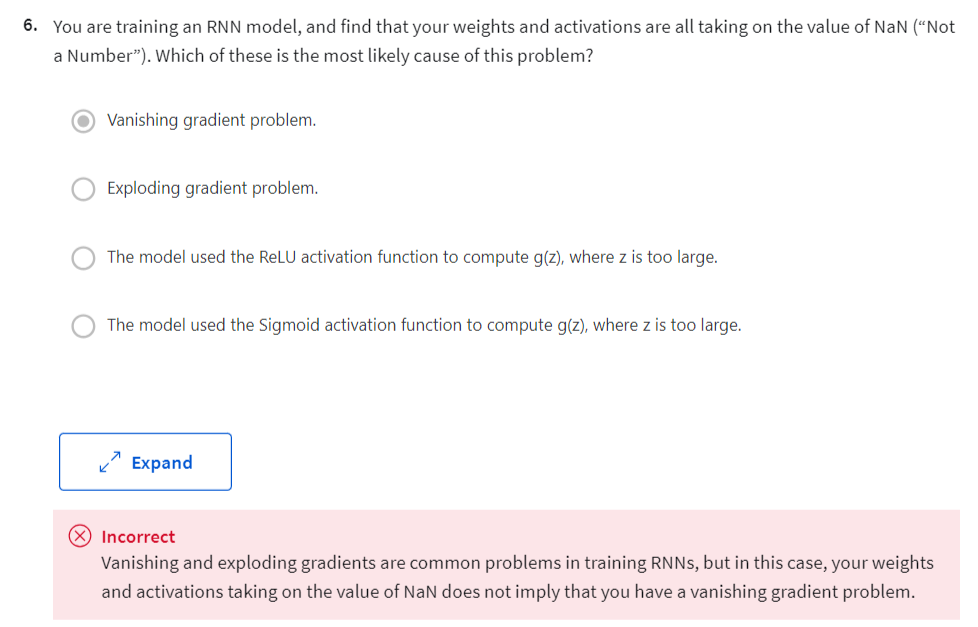 6. You are training an RNN model, and find that your weights and activations are all taking on the value of NaN (“Not
a Number”). Which of these is the most likely cause of this problem?
Vanishing gradient problem.
Exploding gradient problem.
The model used the ReLU activation function to compute g(z), where z is too large.
The model used the Sigmoid activation function to compute g(z), where z is too large.
Expand
Incorrect
Vanishing and exploding gradients are common problems in training RNNs, but in this case, your weights
and activations taking on the value of NaN does not imply that you have a vanishing gradient problem.